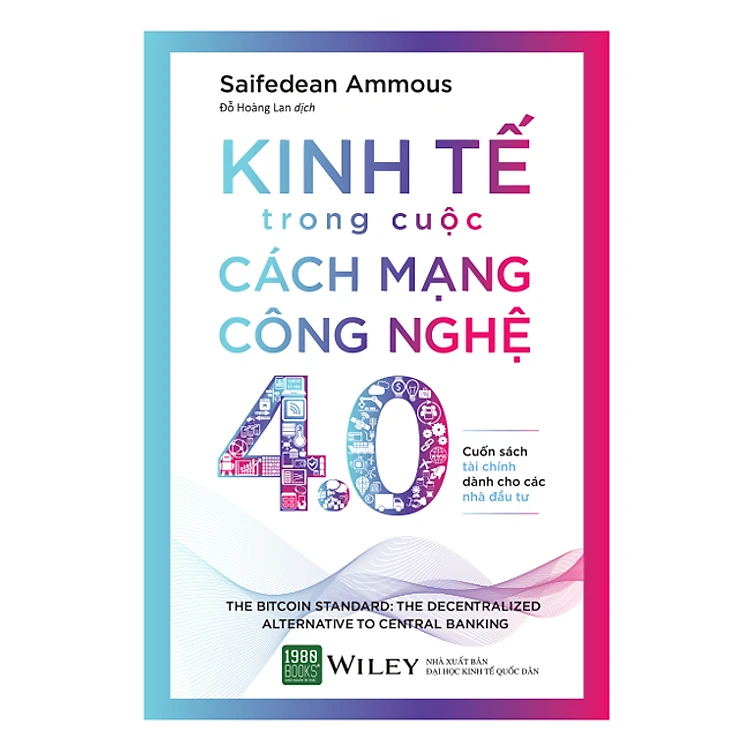 Saifedean Ammous
Đỗ Hoàng Lan dịch
KINH TẾ
trong cuộc
CÁCH MẠNG
CÔNG NGHỆ
4.0
Cuốn sách
tài chính
dành cho các
nhà đầu tư
THE BITCOIN STANDARD: THE DECENTRALIZED
ALTERNATIVE TO CENTRAL BANKING
1980
BOOKS
WILEY
NHÀ XUẤT BẢN
ĐẠI HỌC KINH TẾ QUỐC DÂN